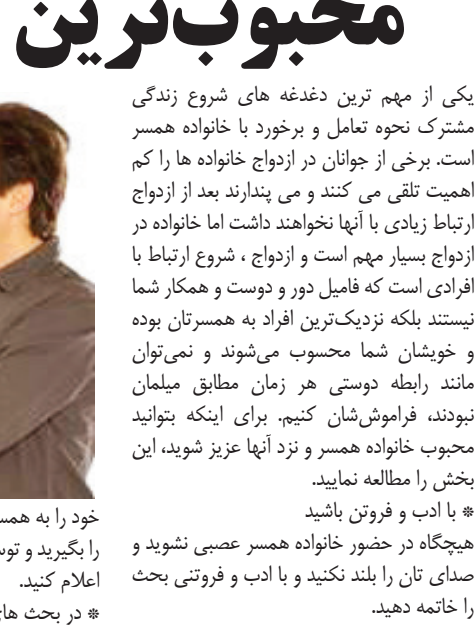 محبوب‌ترین
یکی از مهم ترین دغدغه های شروع زندگی
مشترک نحوه تعامل و برخورد با خانواده همسر
است. برخی از جوانان در ازدواج خانواده ها را کم
اهمیت تلقی می کنند و می پندارند بعد از ازدواج
ارتباط زیادی با آنها نخواهند داشت اما خانواده در
ازدواج بسیار مهم است و ازدواج ، شروع ارتباط با
افرادی است که فامیل دور و دوست و همکار شما
نیستند بلکه نزدیک‌ترین افراد به همسرتان بوده
و خویشان شما محسوب می‌شوند و نمی‌توان
مانند رابطه دوستی هر زمان مطابق میلمان
نبودند، فراموش‌شان کنیم. برای اینکه بتوانید
محبوب خانواده همسر و نزد آنها عزیز شوید، این
بخش را مطالعه نمایید.
* با ادب و فروتن باشید
هیچگاه در حضور خانواده همسر عصبی نشوید و
صدای تان را بلند نکنید و با ادب و فروتنی بحث
را خاتمه دهید.
خود را به همس
را بگیرید و توس
اعلام کنید.
* در بحث های